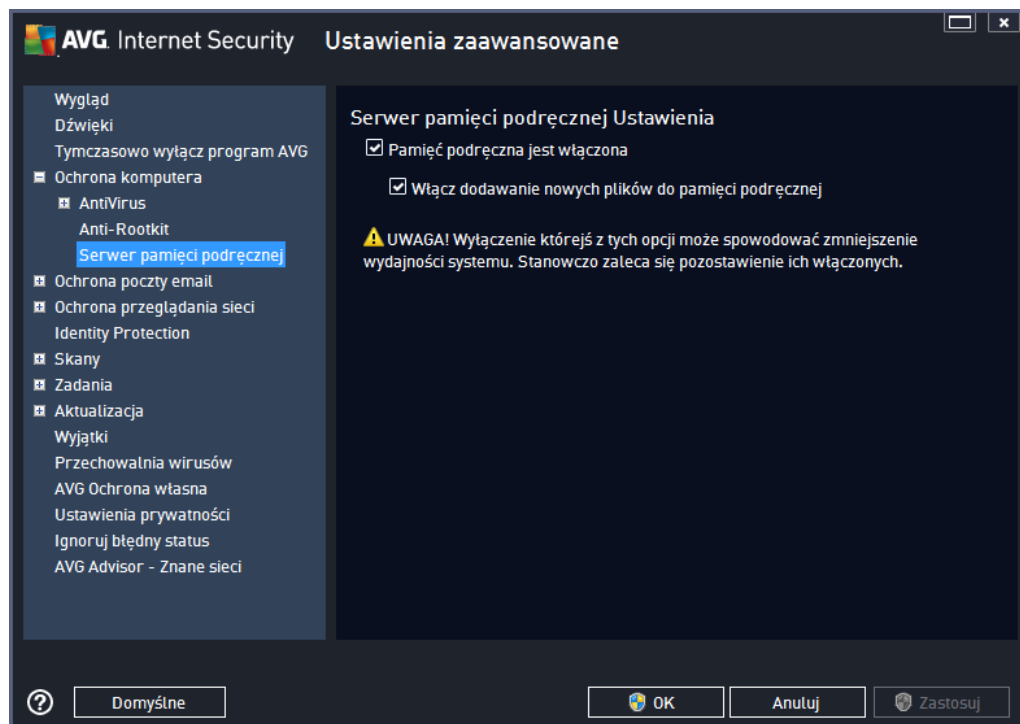 AVG. Internet Security
Ustawienia zaawansowane
Wygląd
Dźwięki
Tymczasowo wyłącz program AVG
Ochrona komputera
AntiVirus
Anti-Rootkit
Serwer pamięci podręcznej
Ochrona poczty email
Ochrona przeglądania sieci
Identity Protection
Skany
Zadania
Aktualizacja
Wyjątki
Przechowalnia wirusów
AVG Ochrona własna
Ustawienia prywatności
Ignoruj błędny status
AVG Advisor - Znane sieci
Serwer pamięci podręcznej Ustawienia
Pamięć podręczna jest włączona
Włącz dodawanie nowych plików do pamięci podręcznej
UWAGA! Wyłączenie którejś z tych opcji może spowodować zmniejszenie
wydajności systemu. Stanowczo zaleca się pozostawienie ich włączonych.
Domyślne
OK
Anuluj
Zastosuj